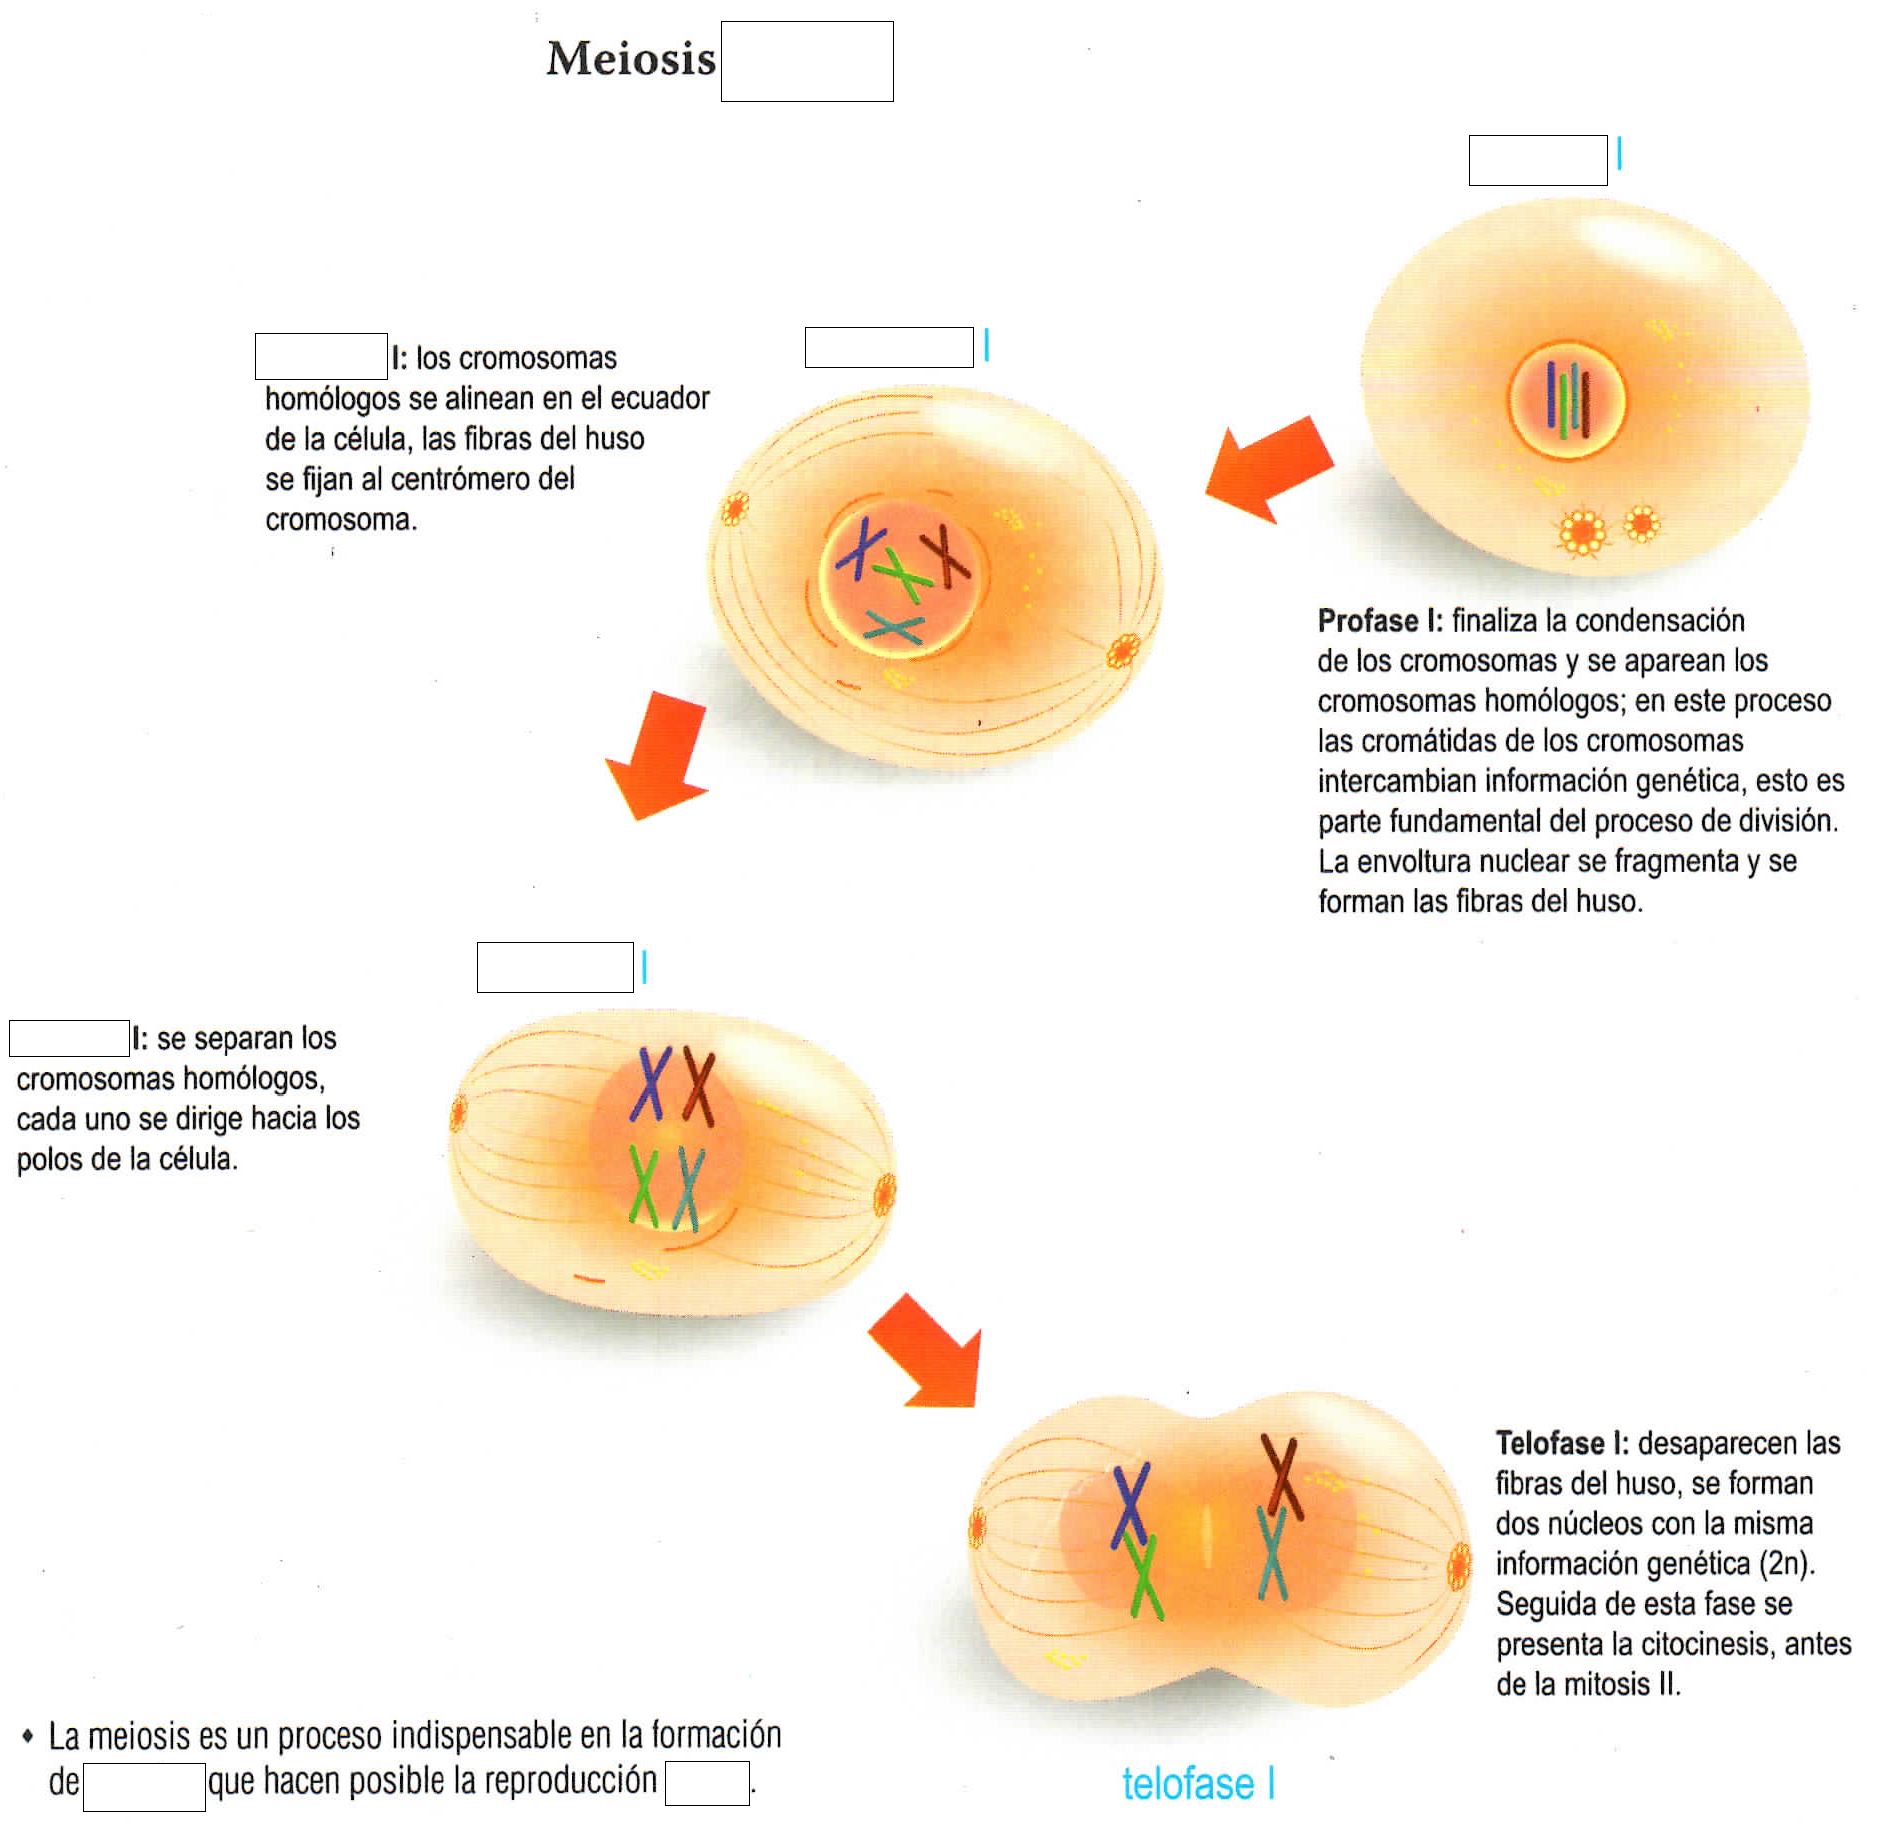 Meiosis
I
I: los cromosomas
homólogos se alinean en el ecuador
de la célula, las fibras del huso
se fijan al centrómero del
cromosoma.
I
Profase I: finaliza la condensación
de los cromosomas y se aparean los
cromosomas homólogos; en este proceso
las cromátidas de los cromosomas
intercambian información genética, esto es
parte fundamental del proceso de división.
La envoltura nuclear se fragmenta y se
forman las fibras del huso.
I
I: se separan los
cromosomas homólogos,
cada uno se dirige hacia los
polos de la célula.
Telofase I: desaparecen las
fibras del huso, se forman
dos núcleos con la misma
información genética (2n).
Seguida de esta fase se
presenta la citocinesis, antes
de la mitosis II.
telofase I
♦ La meiosis es un proceso indispensable en la formación
de que hacen posible la reproducción .